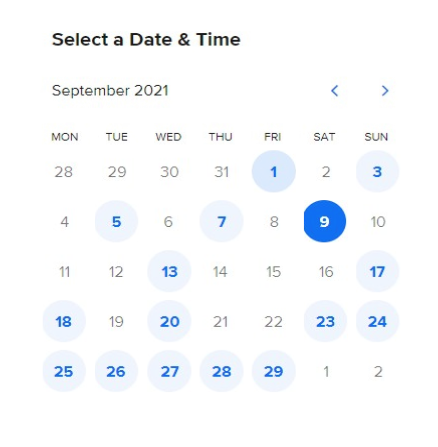 Select a Date & Time
September 2021
MON TUE WED THU FRI SAT SUN
28 29 30 31 1 2 3
4 5 6 7 8 9 10
11 12 13 14 15 16 17
18 19 20 21 22 23 24
25 26 27 28 29 1 2